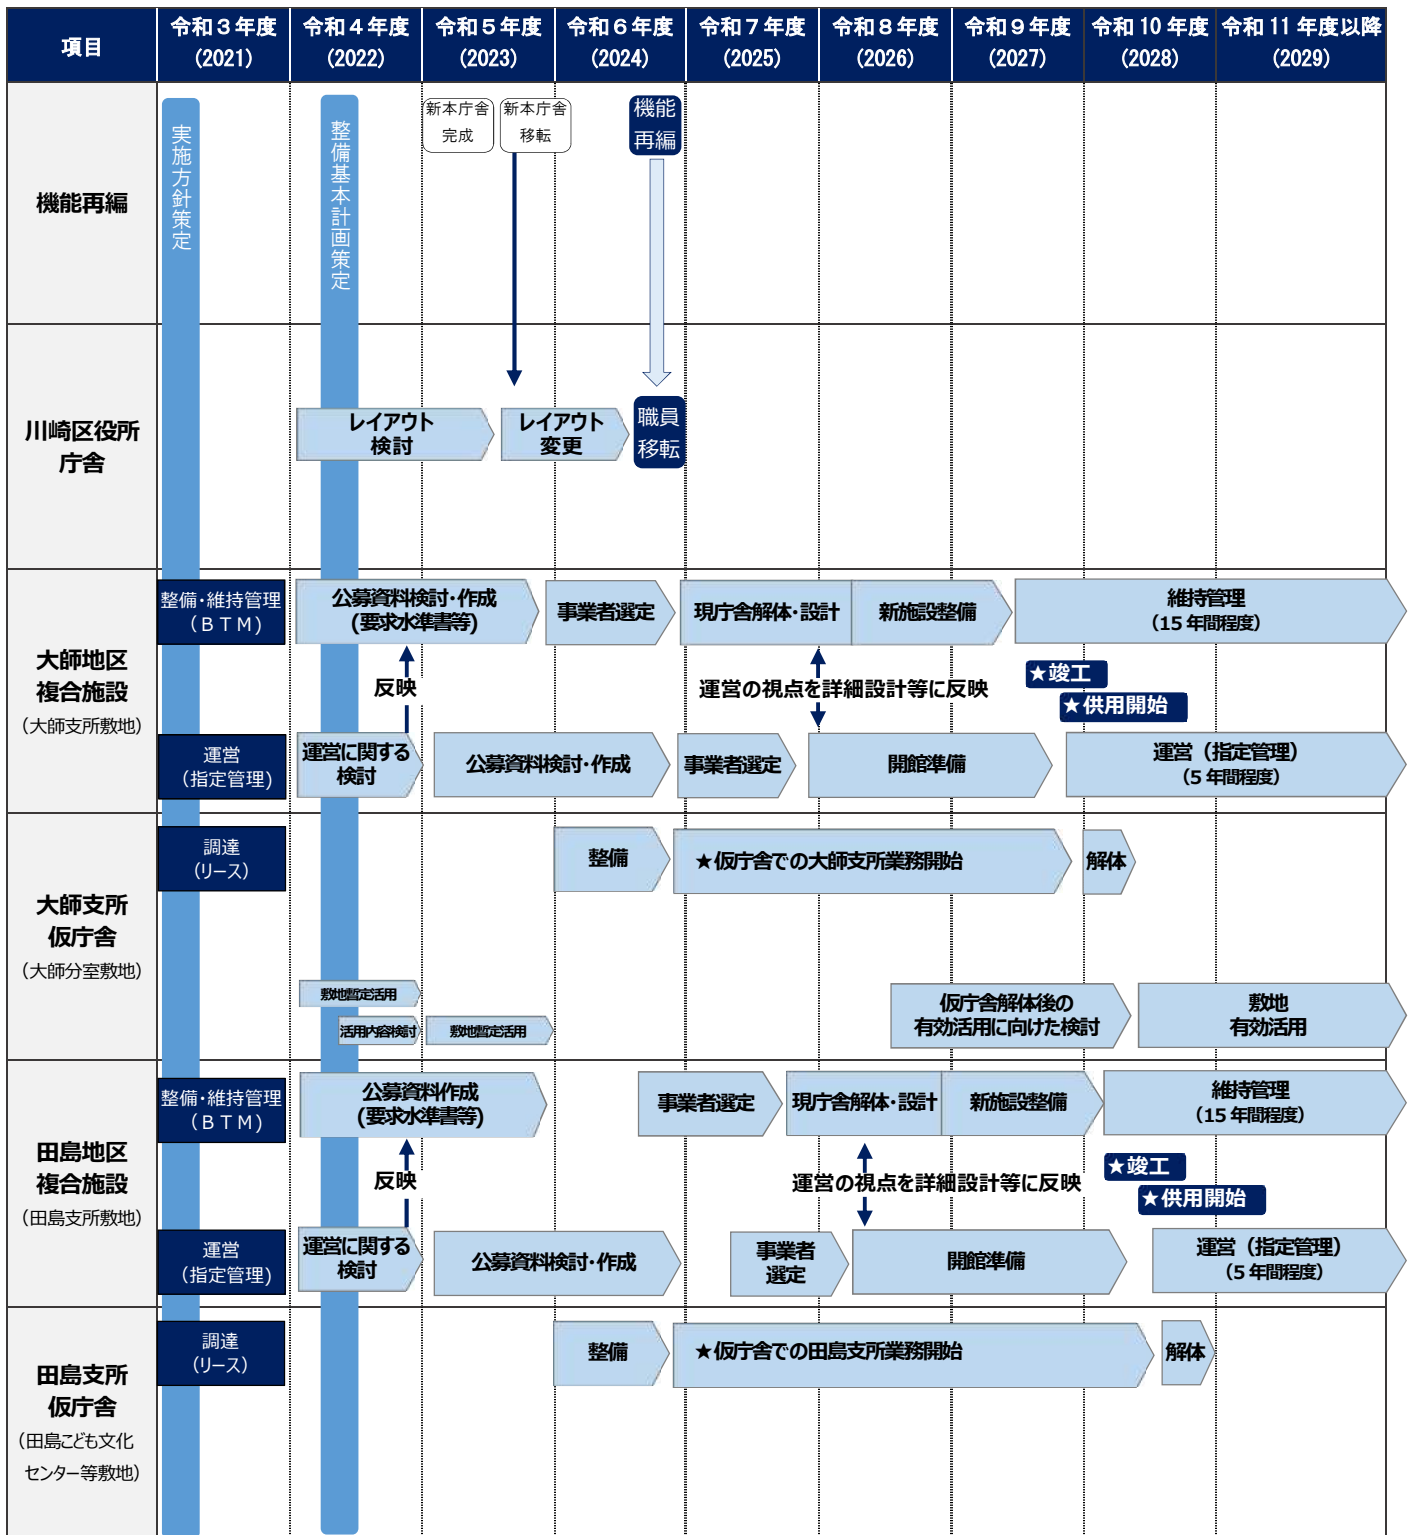 項目
令和３年度
(2021)
令和４年度
(2022)
令和５年度
(2023)
令和６年度
(2024)
令和７年度
(2025)
令和８年度
(2026)
令和９年度
(2027)
令和 10 年度
(2028)
令和 11 年度以降
(2029)
実施方針策定
整備基本計画策定
機能再編
新本庁舎
完成
新本庁舎
移転
機能
再編
川崎区役所
庁舎
レイアウト
検討
レイアウト
変更
職員
移転
大師地区
複合施設
（大師支所敷地）
整備･維持管理
（ＢＴＭ)
公募資料検討･作成
(要求水準書等)
事業者選定
現庁舎解体･設計
新施設整備
維持管理
（15 年間程度）
反映
運営の視点を詳細設計等に反映
★竣工
★供用開始
運営
（指定管理)
運営に関する
検討
公募資料検討･作成
事業者選定
開館準備
運営（指定管理）
（5 年間程度）
大師支所
仮庁舎
（大師分室敷地）
調達
（リース）
整備
★仮庁舎での大師支所業務開始
解体
敷地暫定活用
活用内容検討
敷地暫定活用
仮庁舎解体後の
有効活用に向けた検討
敷地
有効活用
田島地区
複合施設
（田島支所敷地）
整備･維持管理
（ＢＴＭ)
公募資料作成
(要求水準書等)
事業者選定
現庁舎解体･設計
新施設整備
維持管理
（15 年間程度）
反映
運営の視点を詳細設計等に反映
★竣工
★供用開始
運営
（指定管理)
運営に関する
検討
公募資料検討･作成
事業者
選定
開館準備
運営（指定管理）
（5 年間程度）
田島支所
仮庁舎
（田島こども文化
センター等敷地）
調達
（リース）
整備
★仮庁舎での田島支所業務開始
解体